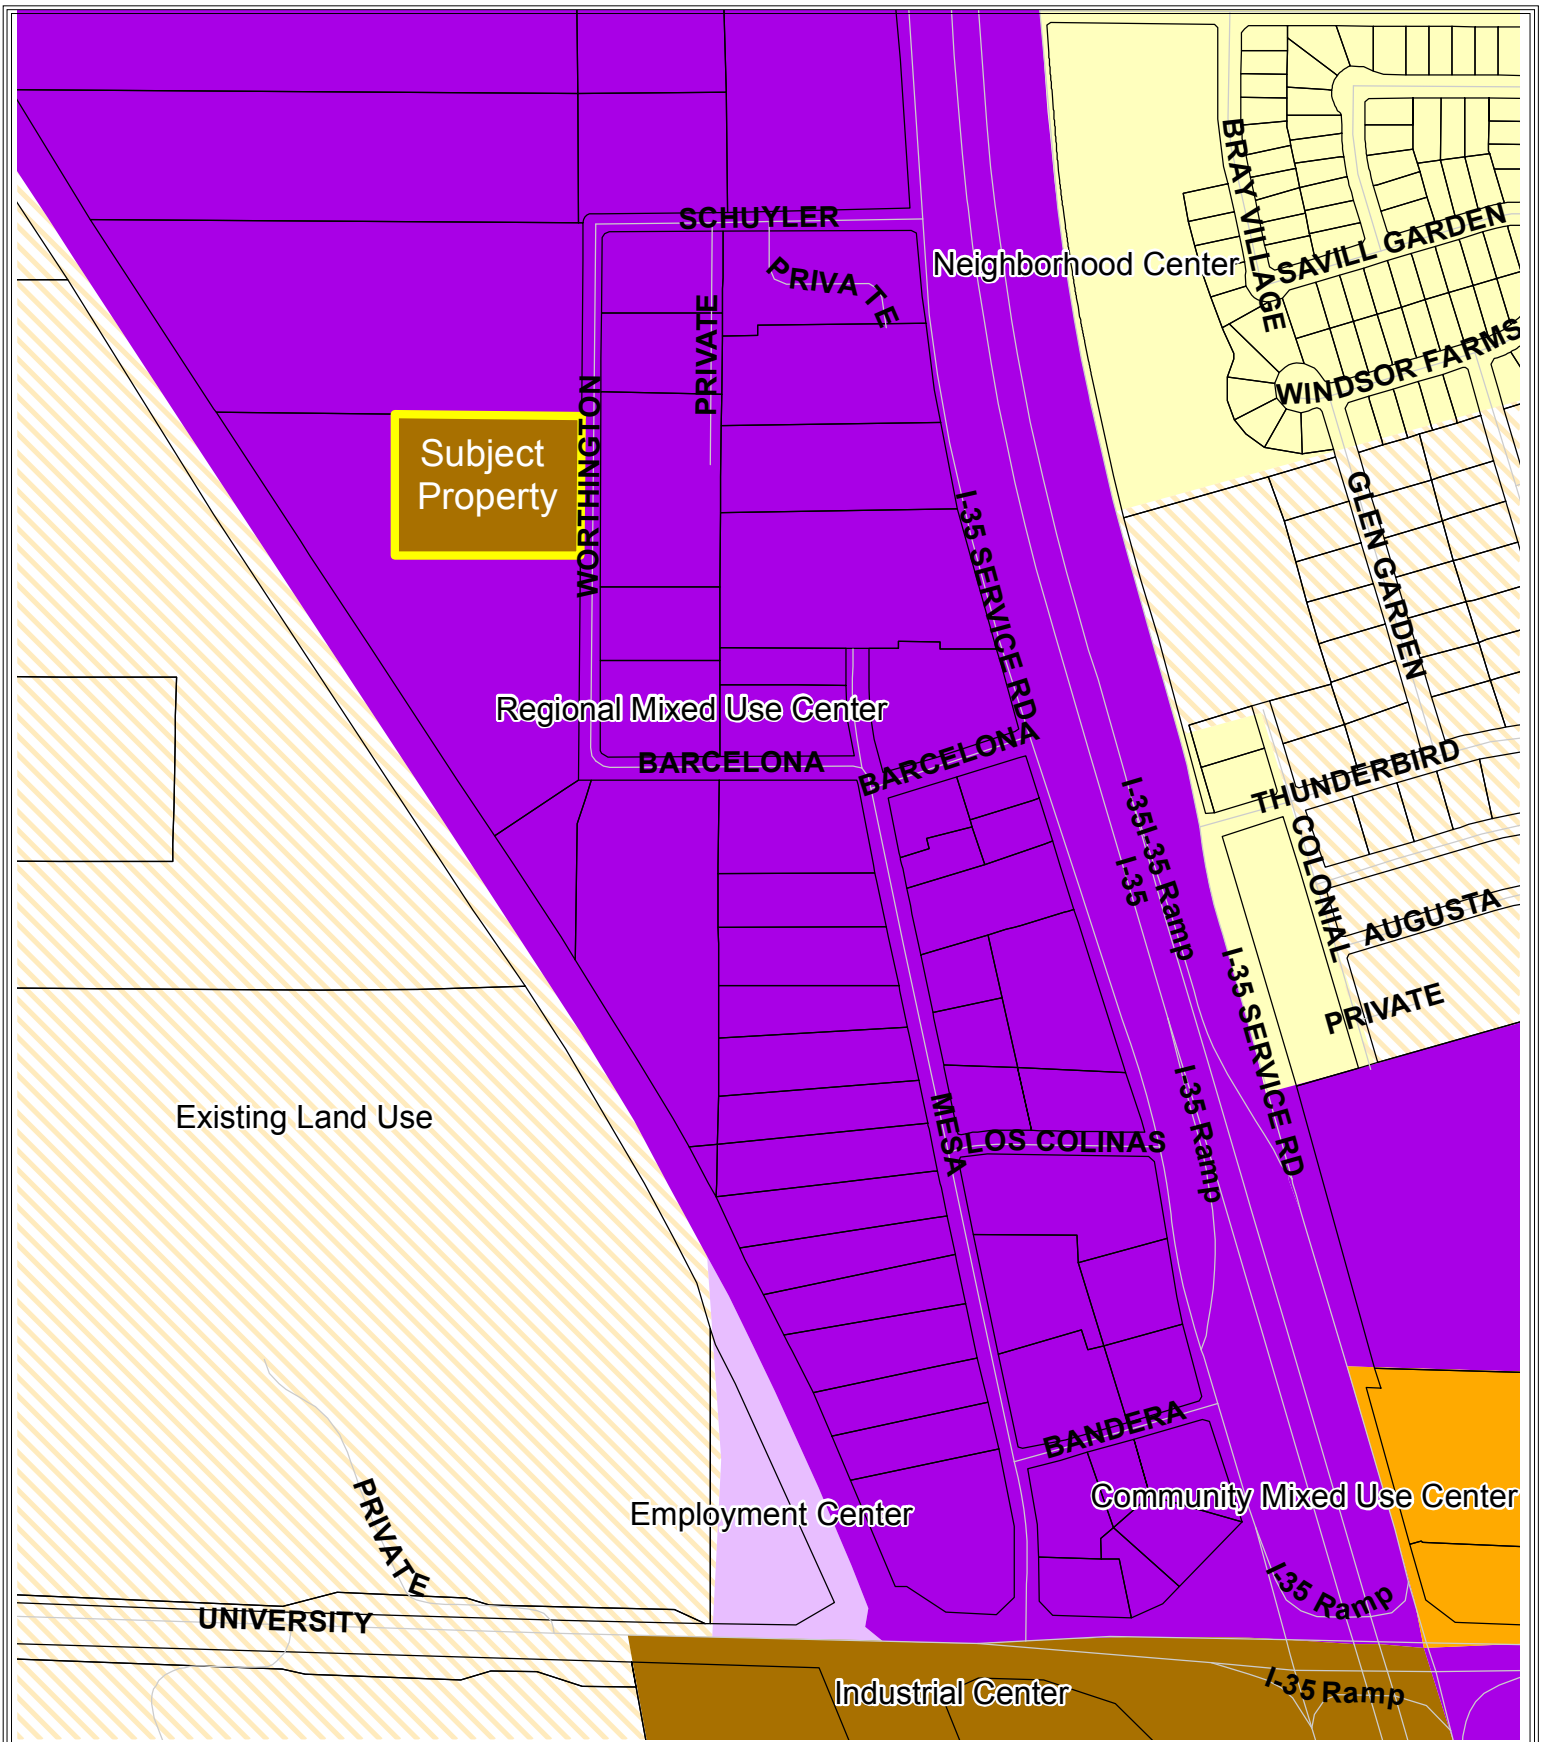 BRAY VILLAGE
SCHUYLER
SAVILL GARDEN
Neighborhood Center
PRIVATE
PRIVATE
WINDSOR FARMS
WORTHINGTON
Subject
Property
GLEN GARDEN
I-35 SERVICE RD
Regional Mixed Use Center
BARCELONA
BARCELONA
THUNDERBIRD
I-35
I-35 Ramp
I-35
COLONIAL
AUGUSTA
PRIVATE
I-35 SERVICE RD
Existing Land Use
MESA
LOS COLINAS
I-35 Ramp
BANDERA
Community Mixed Use Center
Employment Center
PRIVATE
I-35 Ramp
UNIVERSITY
Industrial Center
I-35 Ramp